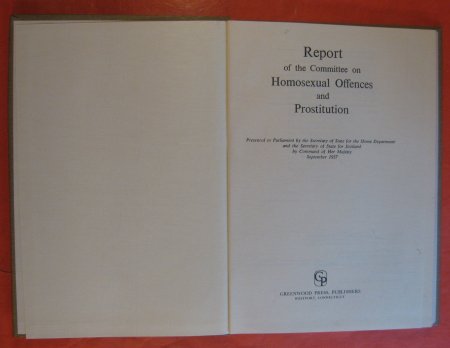 Report
of the Committee on
Homosexual Offences
and
Prostitution
Presented to Parliament by the Secretary of State for the Home Department
and the Secretary of State for Scotland
by Command of Her Majesty
September 1957
GP
GREENWOOD PRESS, PUBLISHERS
WESTPORT, CONNECTICUT